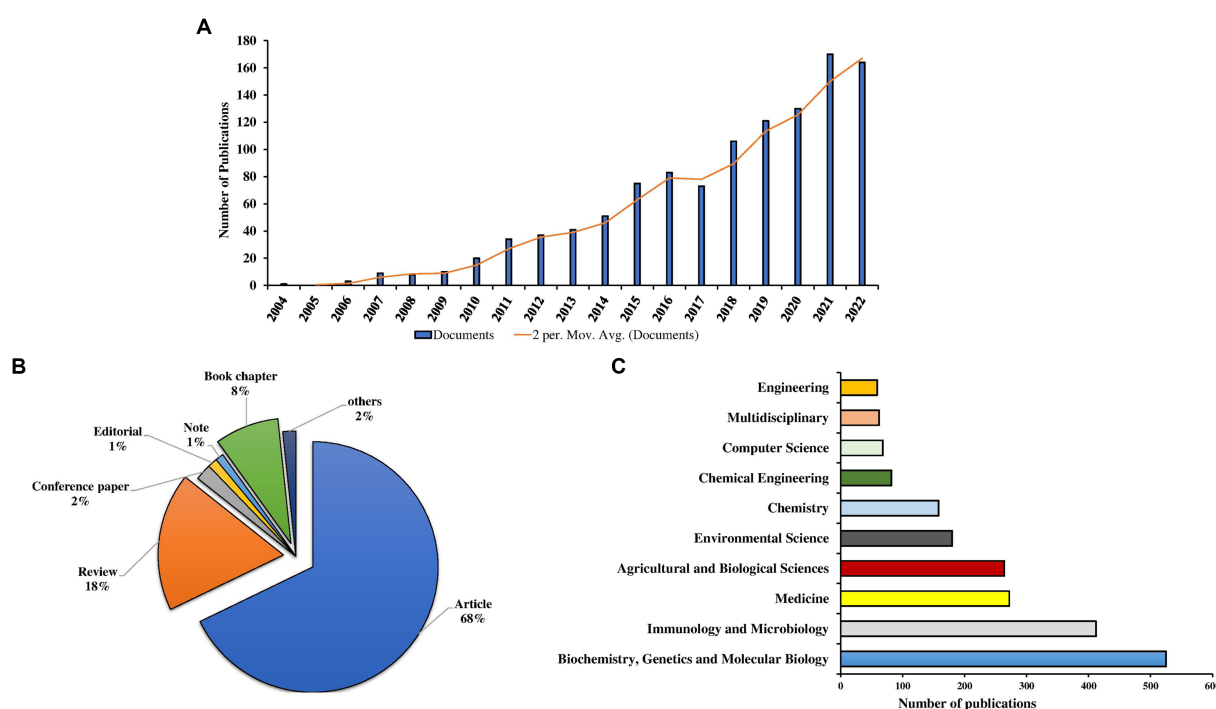 A
180
160
140
120
100
80
60
40
20
0
Number of Publications
2004 2005 2006 2007 2008 2009 2010 2011 2012 2013 2014 2015 2016 2017 2018 2019 2020 2021 2022
Documents 2 per. Mov. Avg. (Documents)
B
Book chapter
8%
others
2%
Note
1%
Editorial
1%
Conference paper
2%
Review
18%
Article
68%
C
Engineering
Multidisciplinary
Computer Science
Chemical Engineering
Chemistry
Environmental Science
Agricultural and Biological Sciences
Medicine
Immunology and Microbiology
Biochemistry, Genetics and Molecular Biology
0 100 200 300 400 500 60
Number of publications